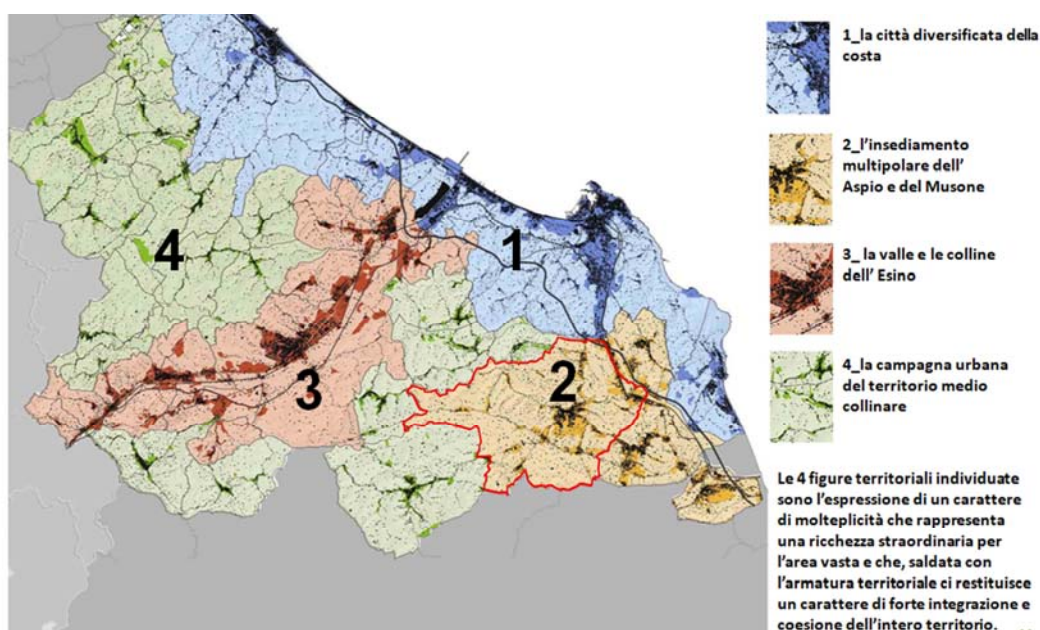 1_la città diversificata della
costa
2_l'insediamento
multipolare dell'
Aspio e del Musone
3_ la valle e le colline
dell' Esino
4_la campagna urbana
del territorio medio
collinare
Le 4 figure territoriali individuate
sono l'espressione di un carattere
di molteplicità che rappresenta
una ricchezza straordinaria per
l'area vasta e che, saldata con
l'armatura territoriale ci restituisce
un carattere di forte integrazione e
coesione dell'intero territorio.
4
1
3
2